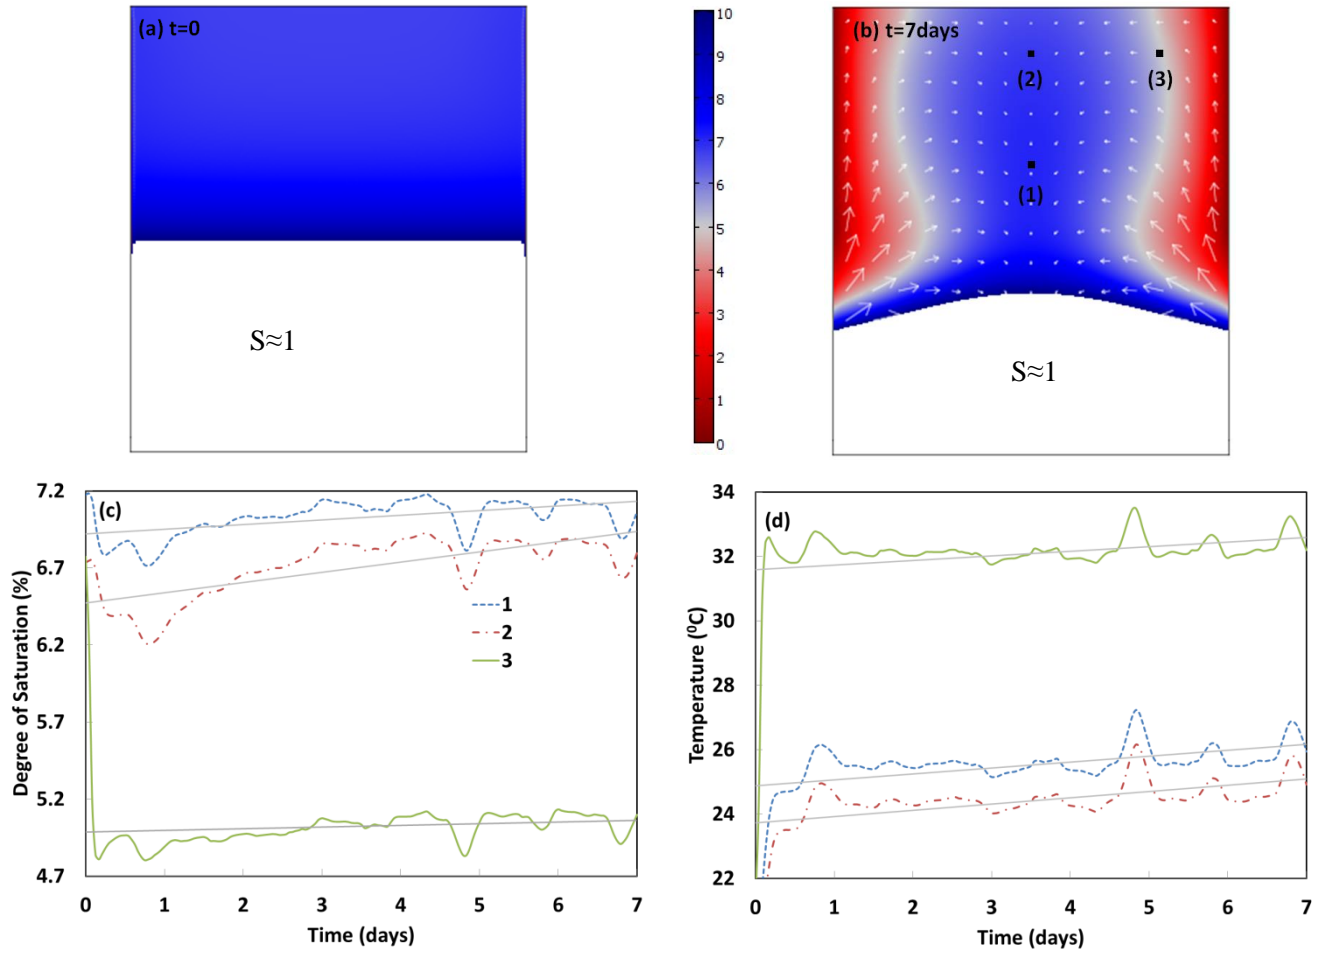 (a) t=0
S≈1
10
9
8
7
6
5
4
3
2
1
0
(b) t=7days
(2)
(3)
(1)
S≈1
(c)
7.2
6.7
6.2
5.7
5.2
4.7
Degree of Saturation (%)
1
2
3
0 1 2 3 4 5 6 7
Time (days)
(d)
34
32
30
28
26
24
22
Temperature (⁰C)
0 1 2 3 4 5 6 7
Time (days)